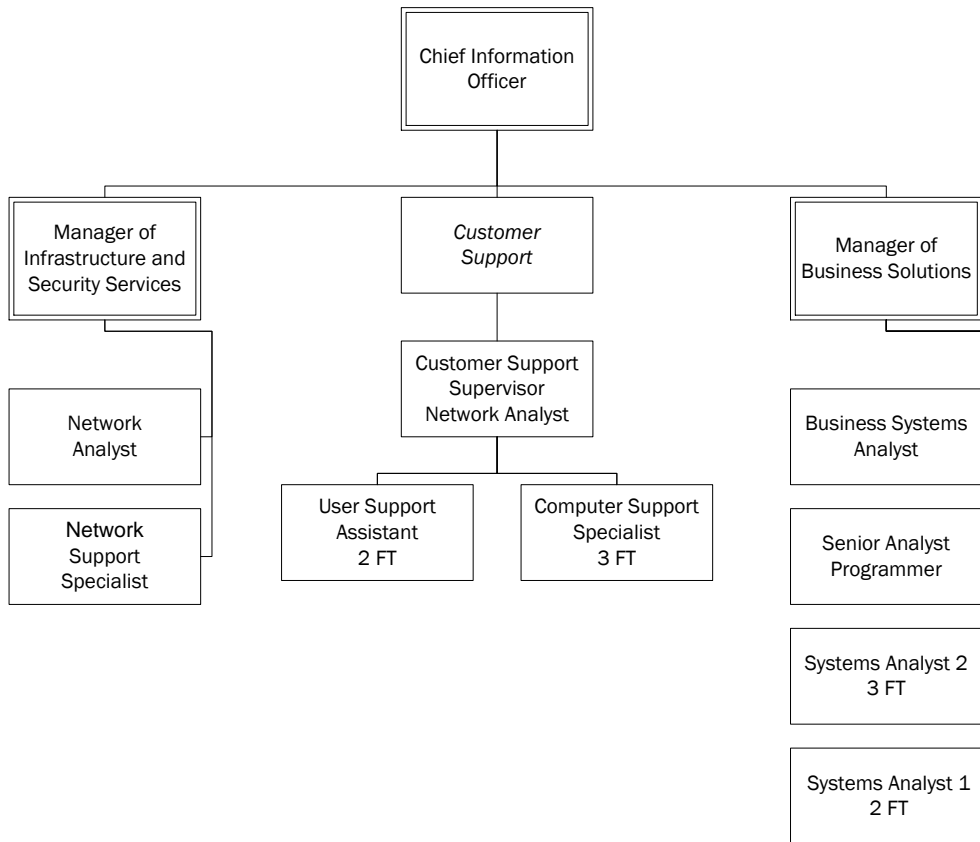 Chief Information
Officer
Manager of
Infrastructure and
Security Services
Customer
Support
Manager of
Business Solutions
Customer Support
Supervisor
Network Analyst
Network
Analyst
Business Systems
Analyst
User Support
Assistant
2 FT
Computer Support
Specialist
3 FT
Network
Support
Specialist
Senior Analyst
Programmer
Systems Analyst 2
3 FT
Systems Analyst 1
2 FT